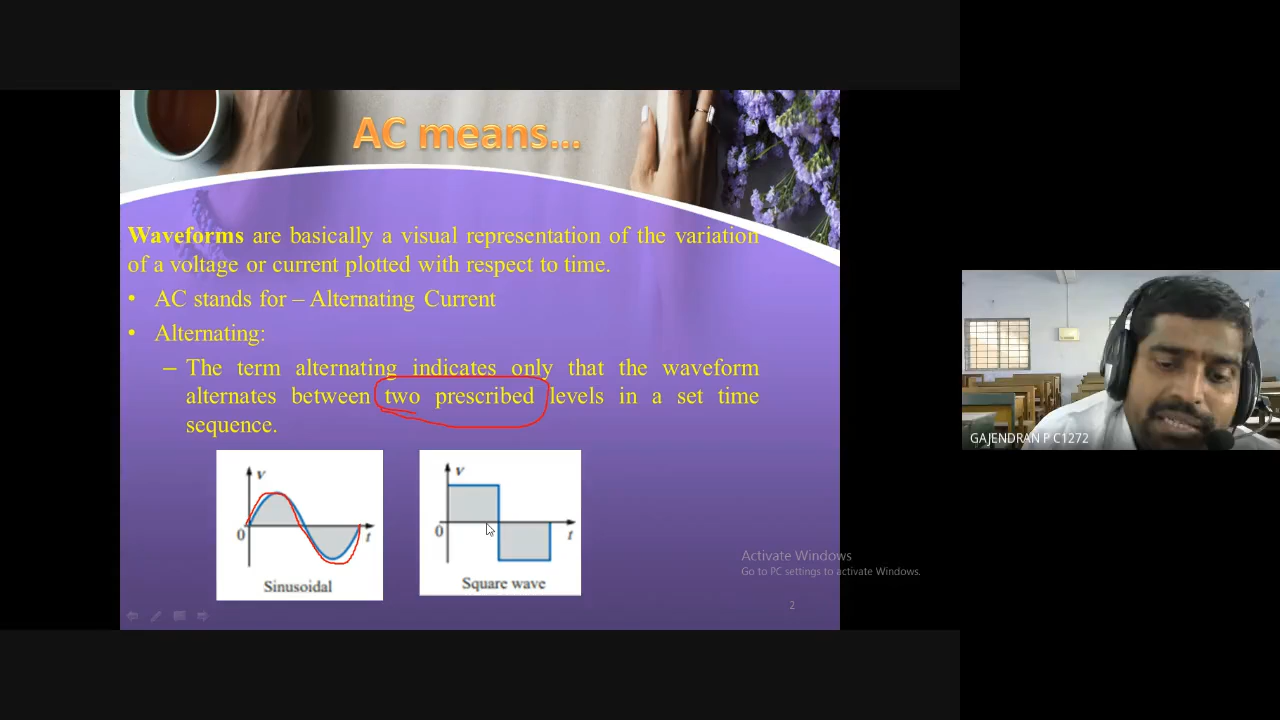 AC means...
Waveforms are basically a visual representation of the variation
of a voltage or current plotted with respect to time.
• AC stands for – Alternating Current
• Alternating:
– The term alternating indicates only that the waveform
alternates between two prescribed levels in a set time
sequence.
v
0
t
Sinusoidal
v
0
t
Square wave
GAJENDRAN P C1272
Activate Windows
Go to PC settings to activate Windows.
2